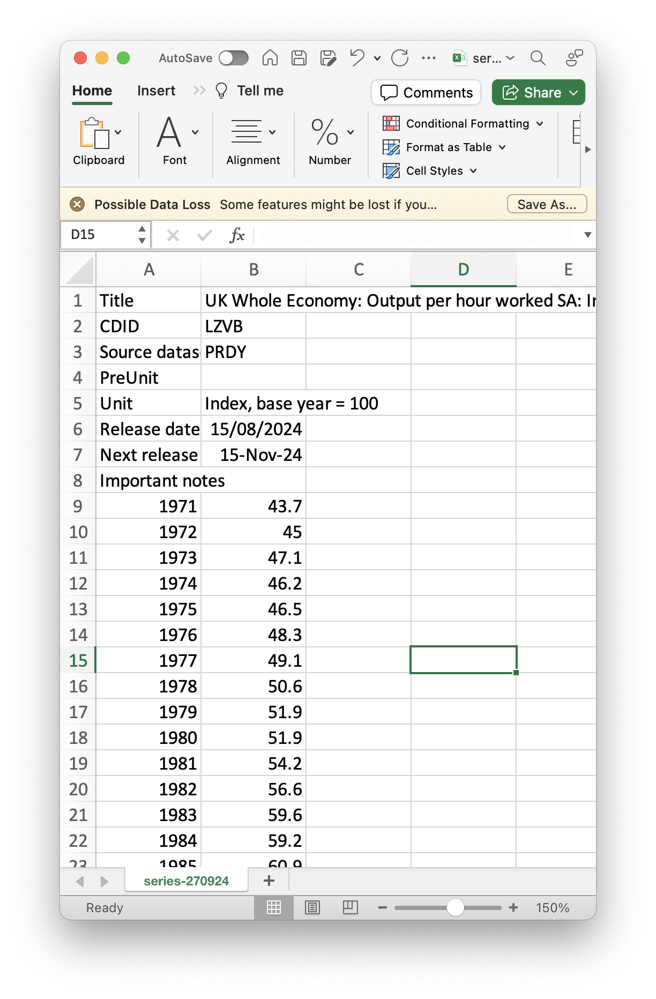 AutoSave ser...
Home Insert Tell me Comments Share
Clipboard Font Alignment Number Conditional Formatting
Format as Table
Cell Styles
Possible Data Loss Some features might be lost if you... Save As...
D15 fx
A B C D E
1 Title UK Whole Economy: Output per hour worked SA:
2 CDID LZVB
3 Source PRDY
4 PreUnit
5 Unit Index, base year = 100
6 Release date 15/08/2024
7 Next release 15-Nov-24
8 Important notes
9 1971 43.7
10 1972 45
11 1973 47.1
12 1974 46.2
13 1975 46.5
14 1976 48.3
15 1977 49.1
16 1978 50.6
17 1979 51.9
18 1980 51.9
19 1981 54.2
20 1982 56.6
21 1983 59.6
22 1984 59.2
23 1985 60.9
series-270924
Ready 150%